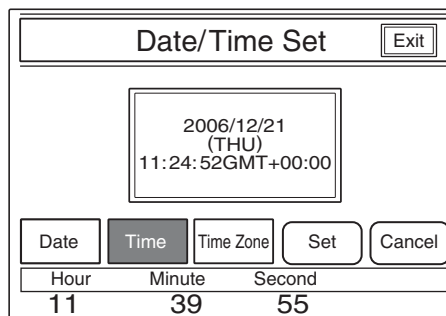 Date/Time Set Exit
2006/12/21
(THU)
11:24:52GMT+00:00
Date Time Time Zone Set Cancel
Hour Minute Second
11 39 55